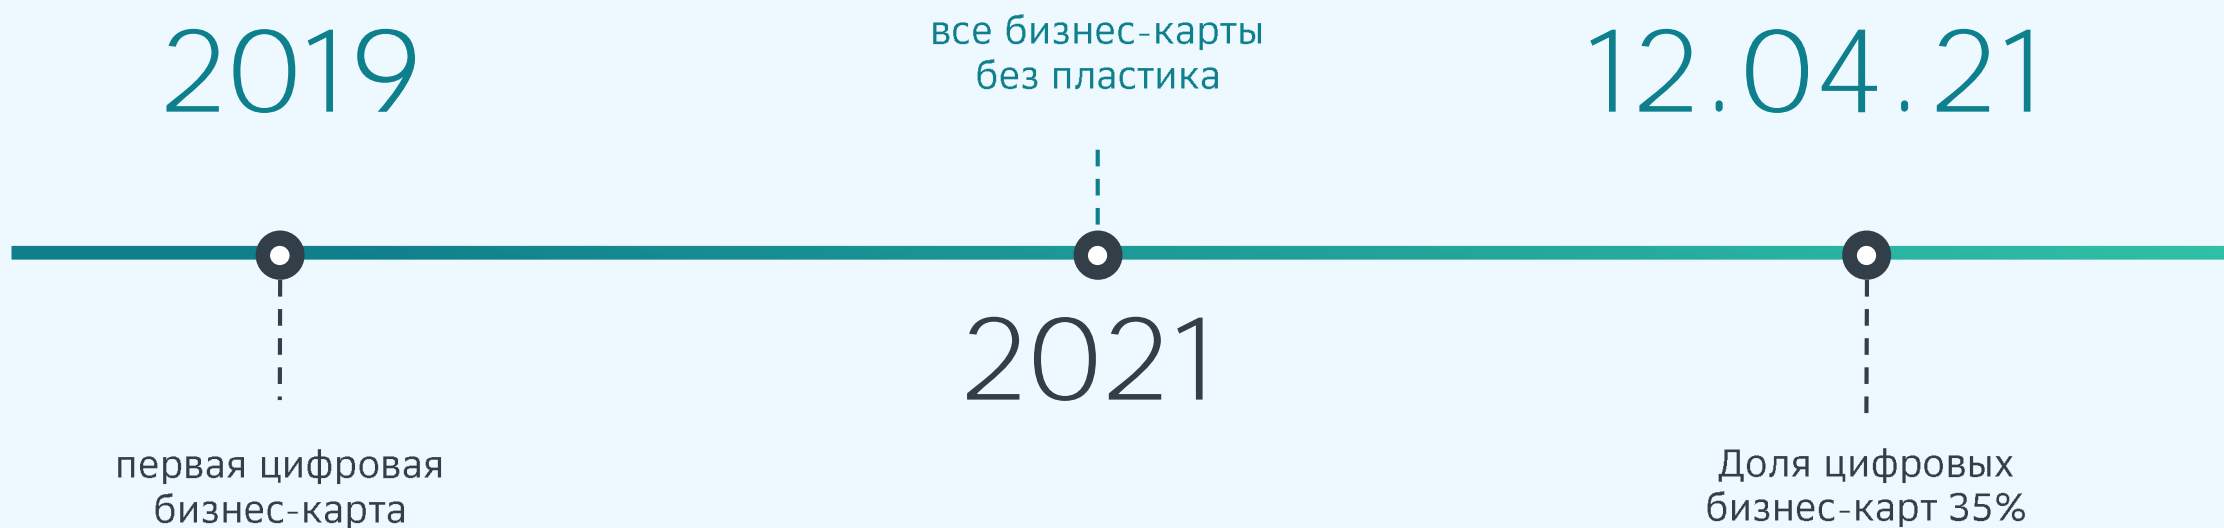 2019
первая цифровая
бизнес-карта
все бизнес-карты
без пластика
2021
12.04.21
Доля цифровых
бизнес-карт 35%